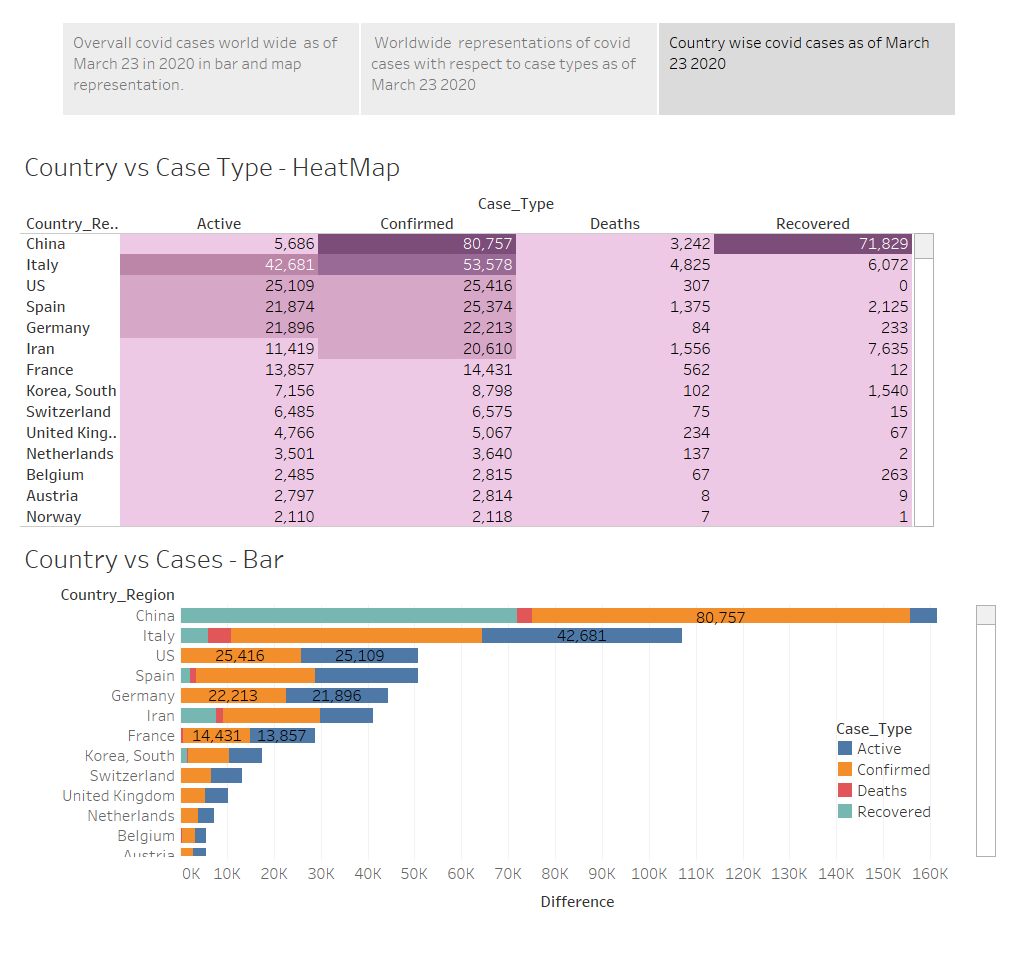 Overvall covid cases world wide as of
March 23 in 2020 in bar and map
representation.
Worldwide representations of covid
cases with respect to case types as of
March 23 2020
Country wise covid cases as of March
23 2020
Country vs Case Type - HeatMap
Case_Type
Country_Re.. Active Confirmed Deaths Recovered
China 5,686 80,757 3,242 71,829
Italy 42,681 53,578 4,825 6,072
US 25,109 25,416 307 0
Spain 21,874 25,374 1,375 2,125
Germany 21,896 22,213 84 233
Iran 11,419 20,610 1,556 7,635
France 13,857 14,431 562 12
Korea, South 7,156 8,798 102 1,540
Switzerland 6,485 6,575 75 15
United King.. 4,766 5,067 234 67
Netherlands 3,501 3,640 137 2
Belgium 2,485 2,815 67 263
Austria 2,797 2,814 8 9
Norway 2,110 2,118 7 1
Country vs Cases - Bar
Country_Region
China 80,757
Italy 42,681
US 25,416 25,109
Spain
Germany 22,213 21,896
Iran
France 14,431 13,857
Korea, South
Switzerland
United Kingdom
Netherlands
Belgium
Austria
Case_Type
Active
Confirmed
Deaths
Recovered
0K 10K 20K 30K 40K 50K 60K 70K 80K 90K 100K 110K 120K 130K 140K 150K 160K
Difference